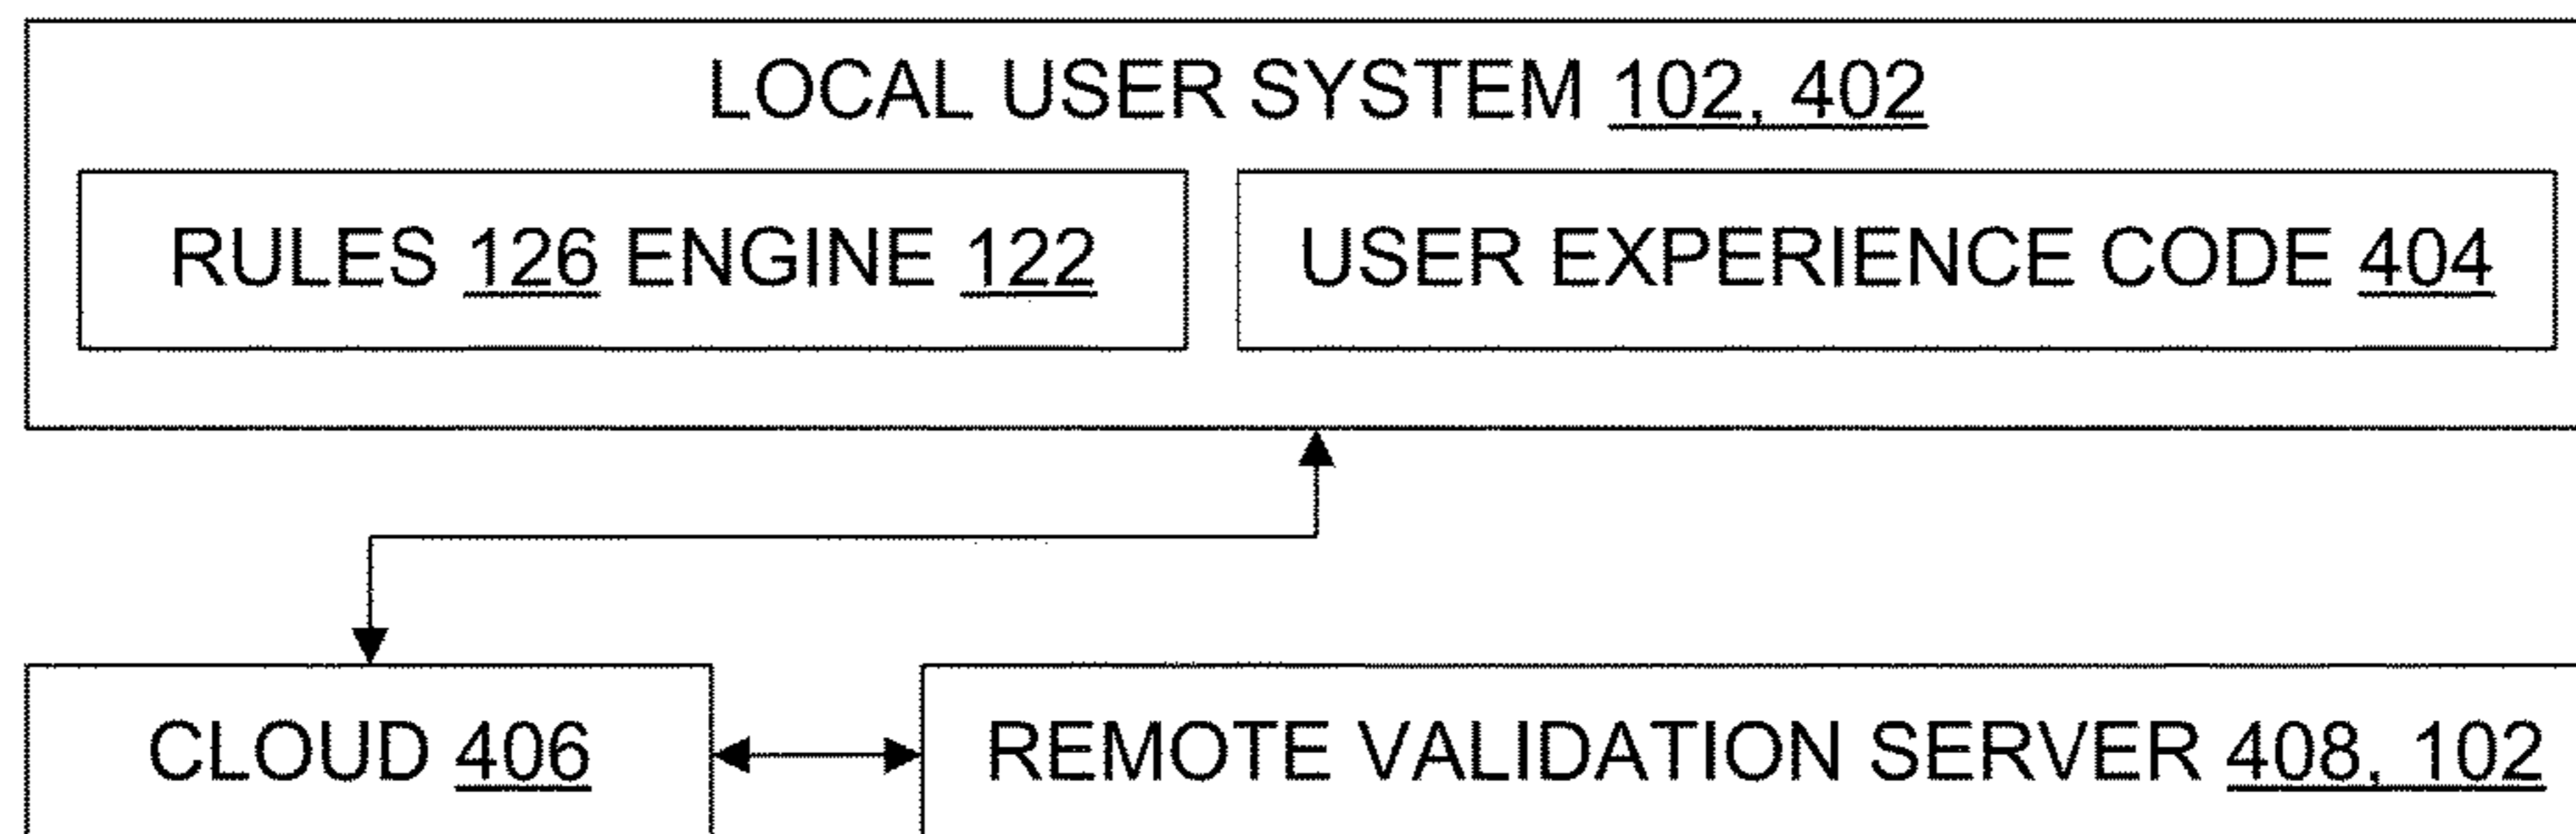 LOCAL USER SYSTEM 102, 402
RULES 126 ENGINE 122
USER EXPERIENCE CODE 404
CLOUD 406
REMOTE VALIDATION SERVER 408, 102